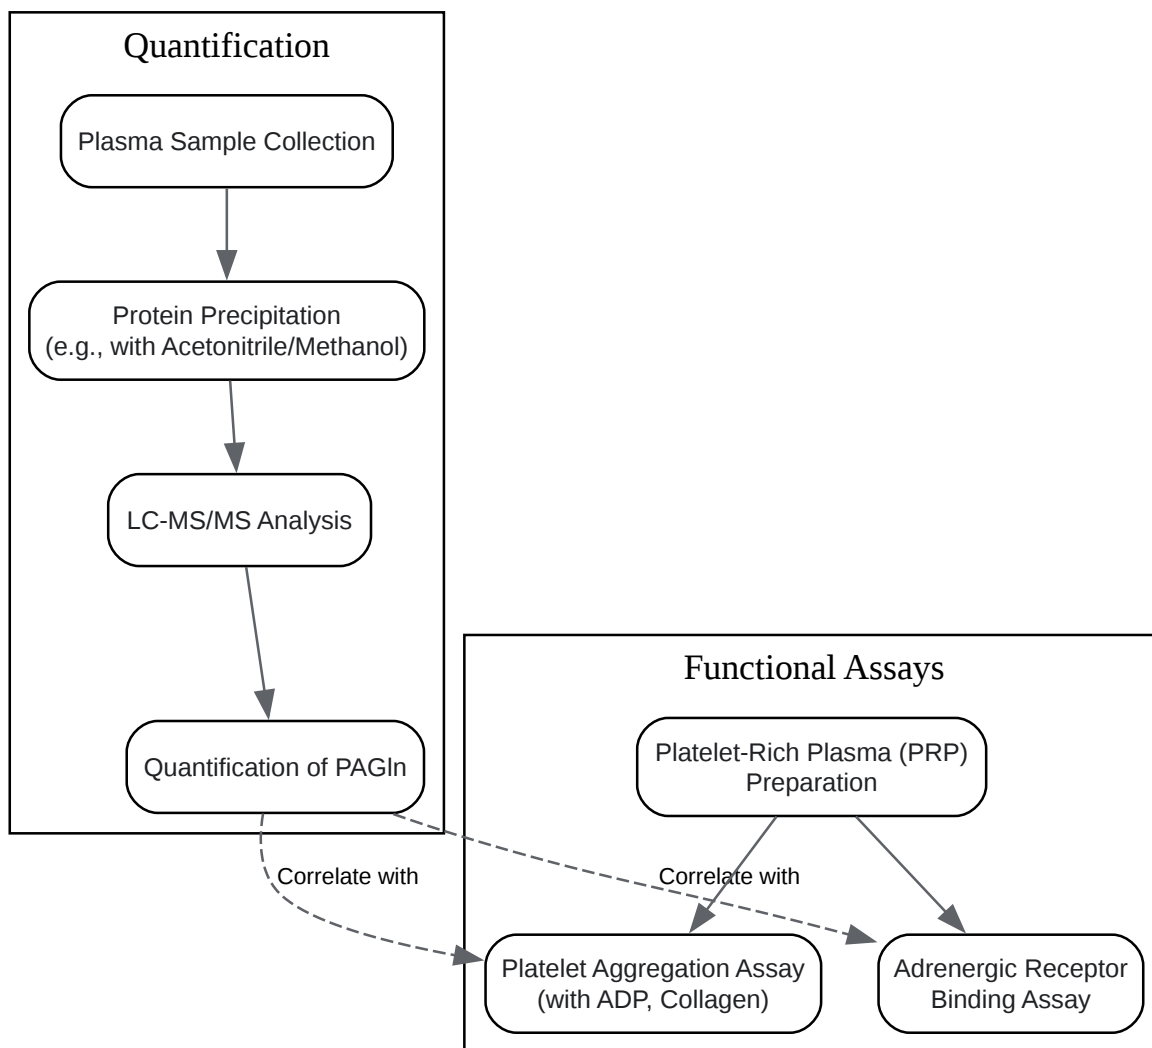 Quantification
Plasma Sample Collection
Protein Precipitation
(e.g., with Acetonitrile/Methanol)
LC-MS/MS Analysis
Quantification of PAGln
Functional Assays
Platelet-Rich Plasma (PRP)
Preparation
Correlate with
Correlate with
Platelet Aggregation Assay
(with ADP, Collagen)
Adrenergic Receptor
Binding Assay